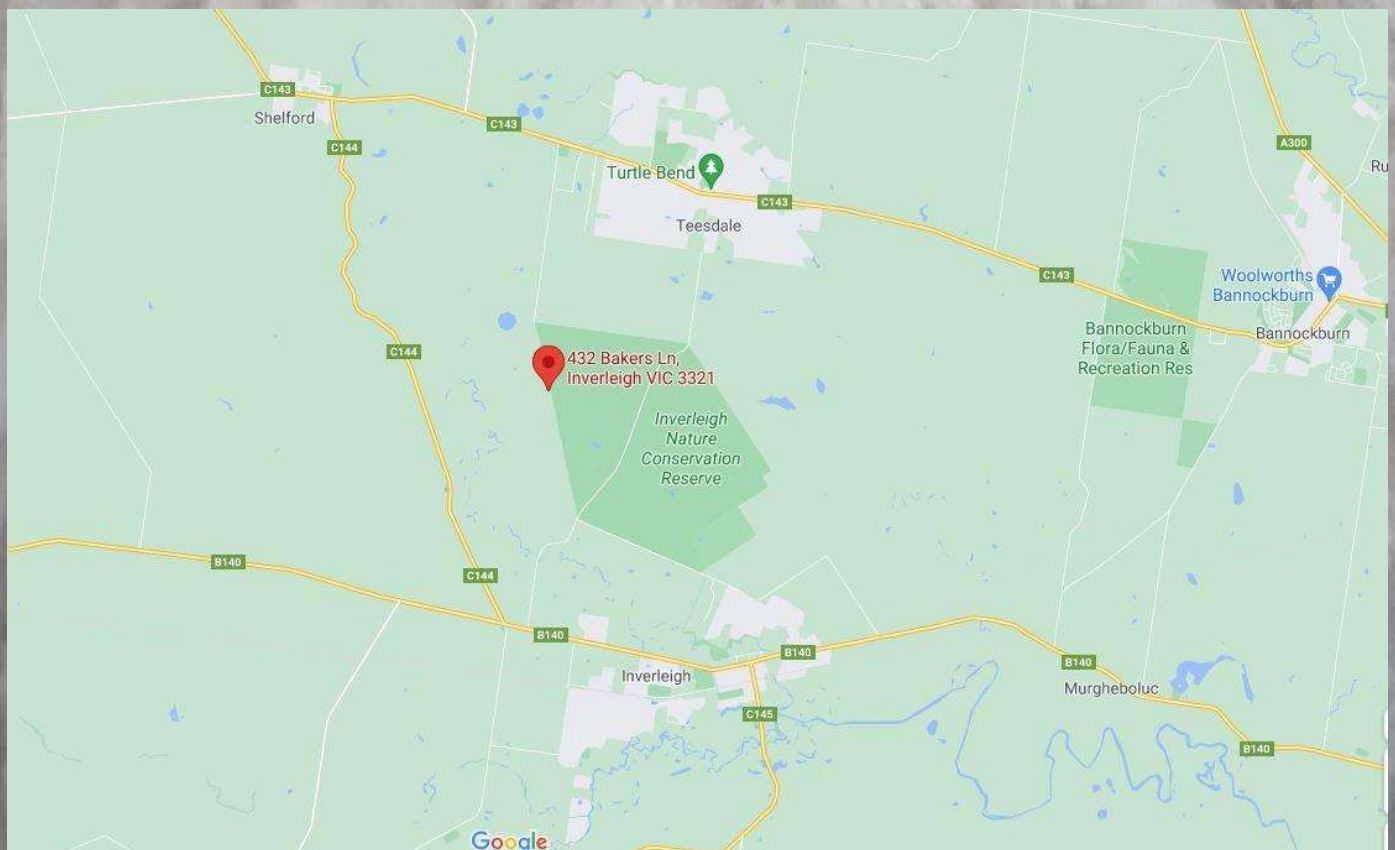 C143
Shelford
C144
C143
Turtle Bend
Teesdale
C143
A300
Ru
C143
Woolworths
Bannockburn
Bannockburn
Bannockburn
Flora/Fauna &
Recreation Res
C144
432 Bakers Ln,
Inverleigh VIC 3321
Inverleigh
Nature
Conservation
Reserve
B140
C144
B140
B140
Inverleigh
B140
Murgheboluc
C145
B140
Google